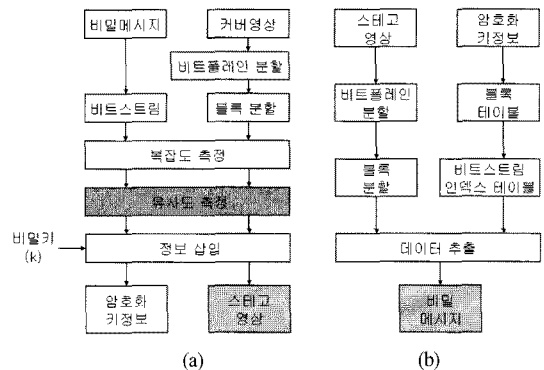 비밀메시지
커버영상
비트플레인 분할
비트스트림
블록 분할
복잡도 측정
유사도 측정
비밀키
(k)
정보 삽입
암호화
키정보
스테고
영상
(a)
스테고
영상
암호화
키정보
비트플레인
분할
블록
테이블
블록
분할
비트스트림
인덱스 테이블
데이터 추출
비밀
메시지
(b)